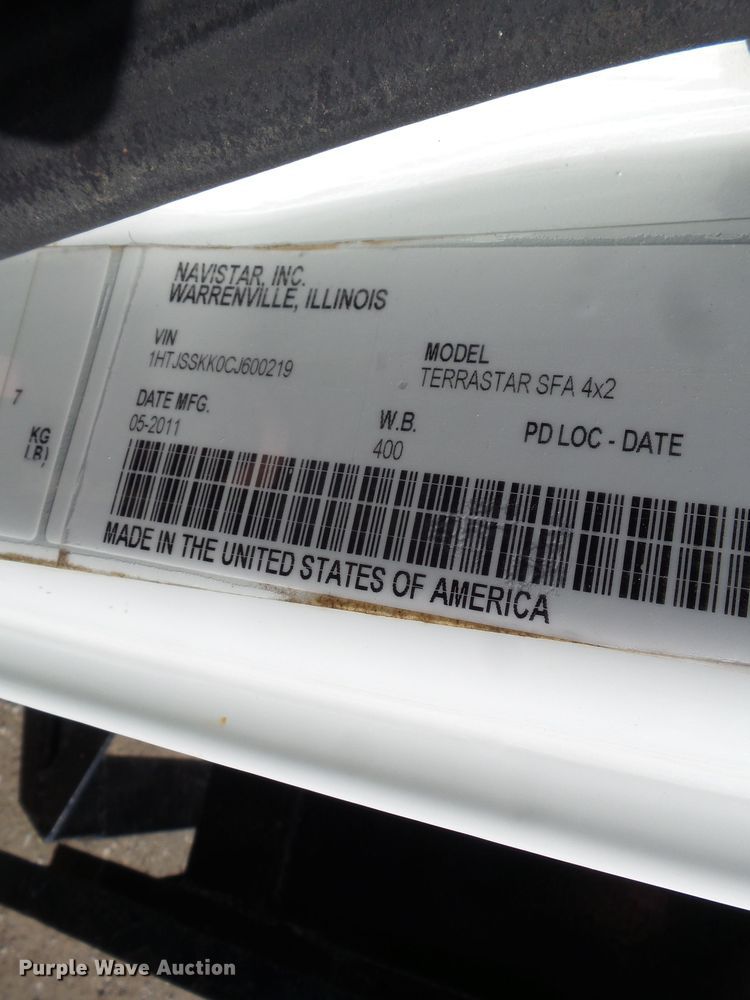 NAVISTAR, INC.
WARRENVILLE, ILLINOIS
VIN
1HTJSSKK0CJ600219
MODEL
TERRASTAR SFA 4x2
DATE MFG.
05-2011
W.B.
400
PD LOC - DATE
7
KG
LB)
MADE IN THE UNITED STATES OF AMERICA
Purple Wave Auction